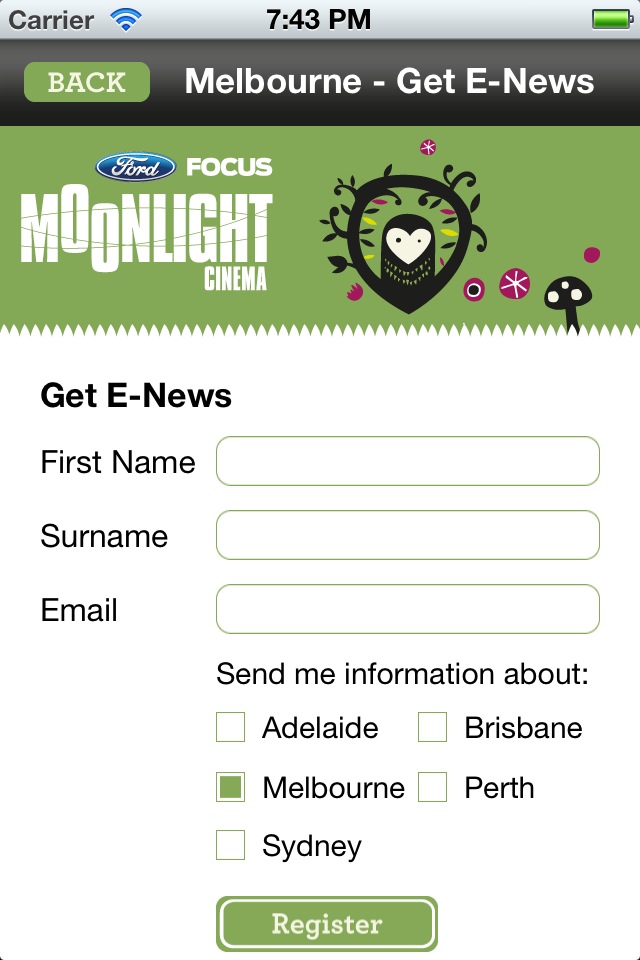 Carrier 7:43 PM
BACK Melbourne - Get E-News
Ford FOCUS
MOONLIGHT
CINEMA
Get E-News
First Name
Surname
Email
Send me information about:
Adelaide Brisbane
Melbourne Perth
Sydney
Register